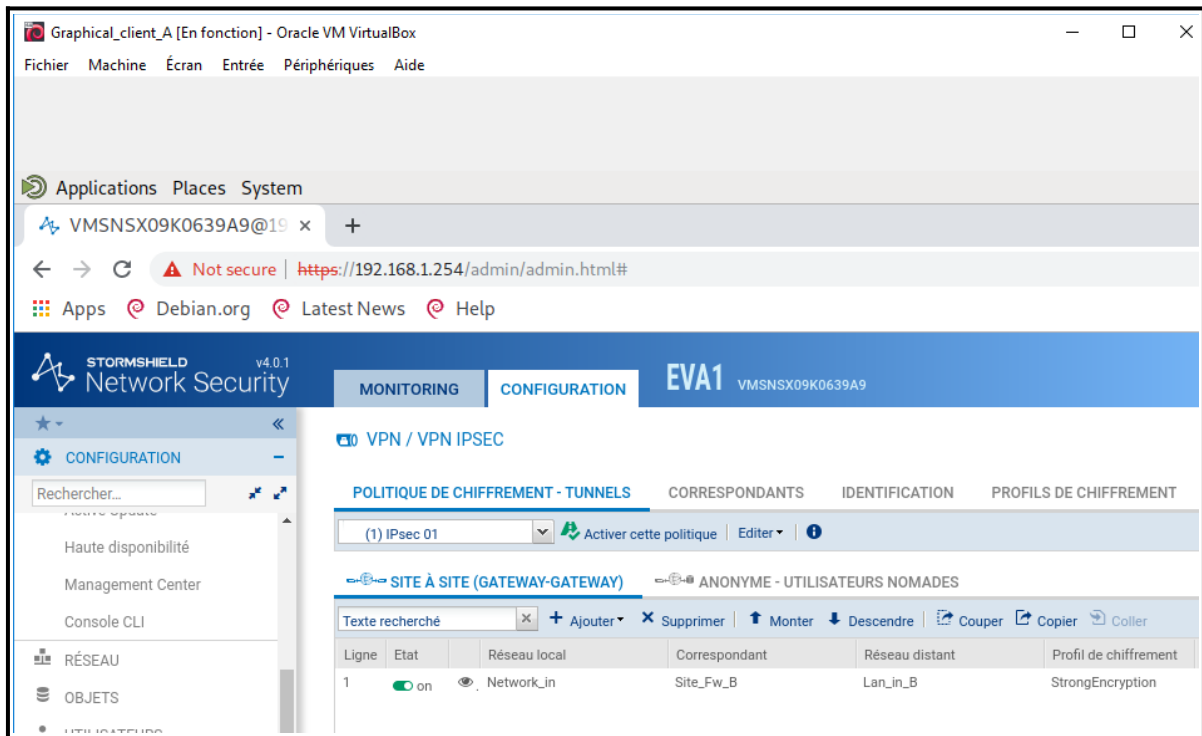 Graphical_client_A [En fonction] - Oracle VM VirtualBox
Fichier Machine Écran Entrée Périphériques Aide
Applications Places System
VMSNSX09K0639A9@19
Not secure | https://192.168.1.254/admin/admin.html#
Apps Debian.org Latest News Help
STORMSHIELD v4.0.1
Network Security
MONITORING CONFIGURATION EVA1 VMSNSX09K0639A9
CONFIGURATION
VPN / VPN IPSEC
Rechercher...
POLITIQUE DE CHIFFREMENT - TUNNELS CORRESPONDANTS IDENTIFICATION PROFILS DE CHIFFREMENT
Active Update
(1) IPsec 01 Activer cette politique Editer
Haute disponibilité
Management Center
SITE À SITE (GATEWAY-GATEWAY) ANONYME - UTILISATEURS NOMADES
Console CLI
Texte recherché Ajouter Supprimer Monter Descendre Couper Copier Coller
RÉSEAU
Ligne Etat Réseau local Correspondant Réseau distant Profil de chiffrement
1 on Network_in Site_Fw_B Lan_in_B StrongEncryption
OBJETS
UTILISATEURS